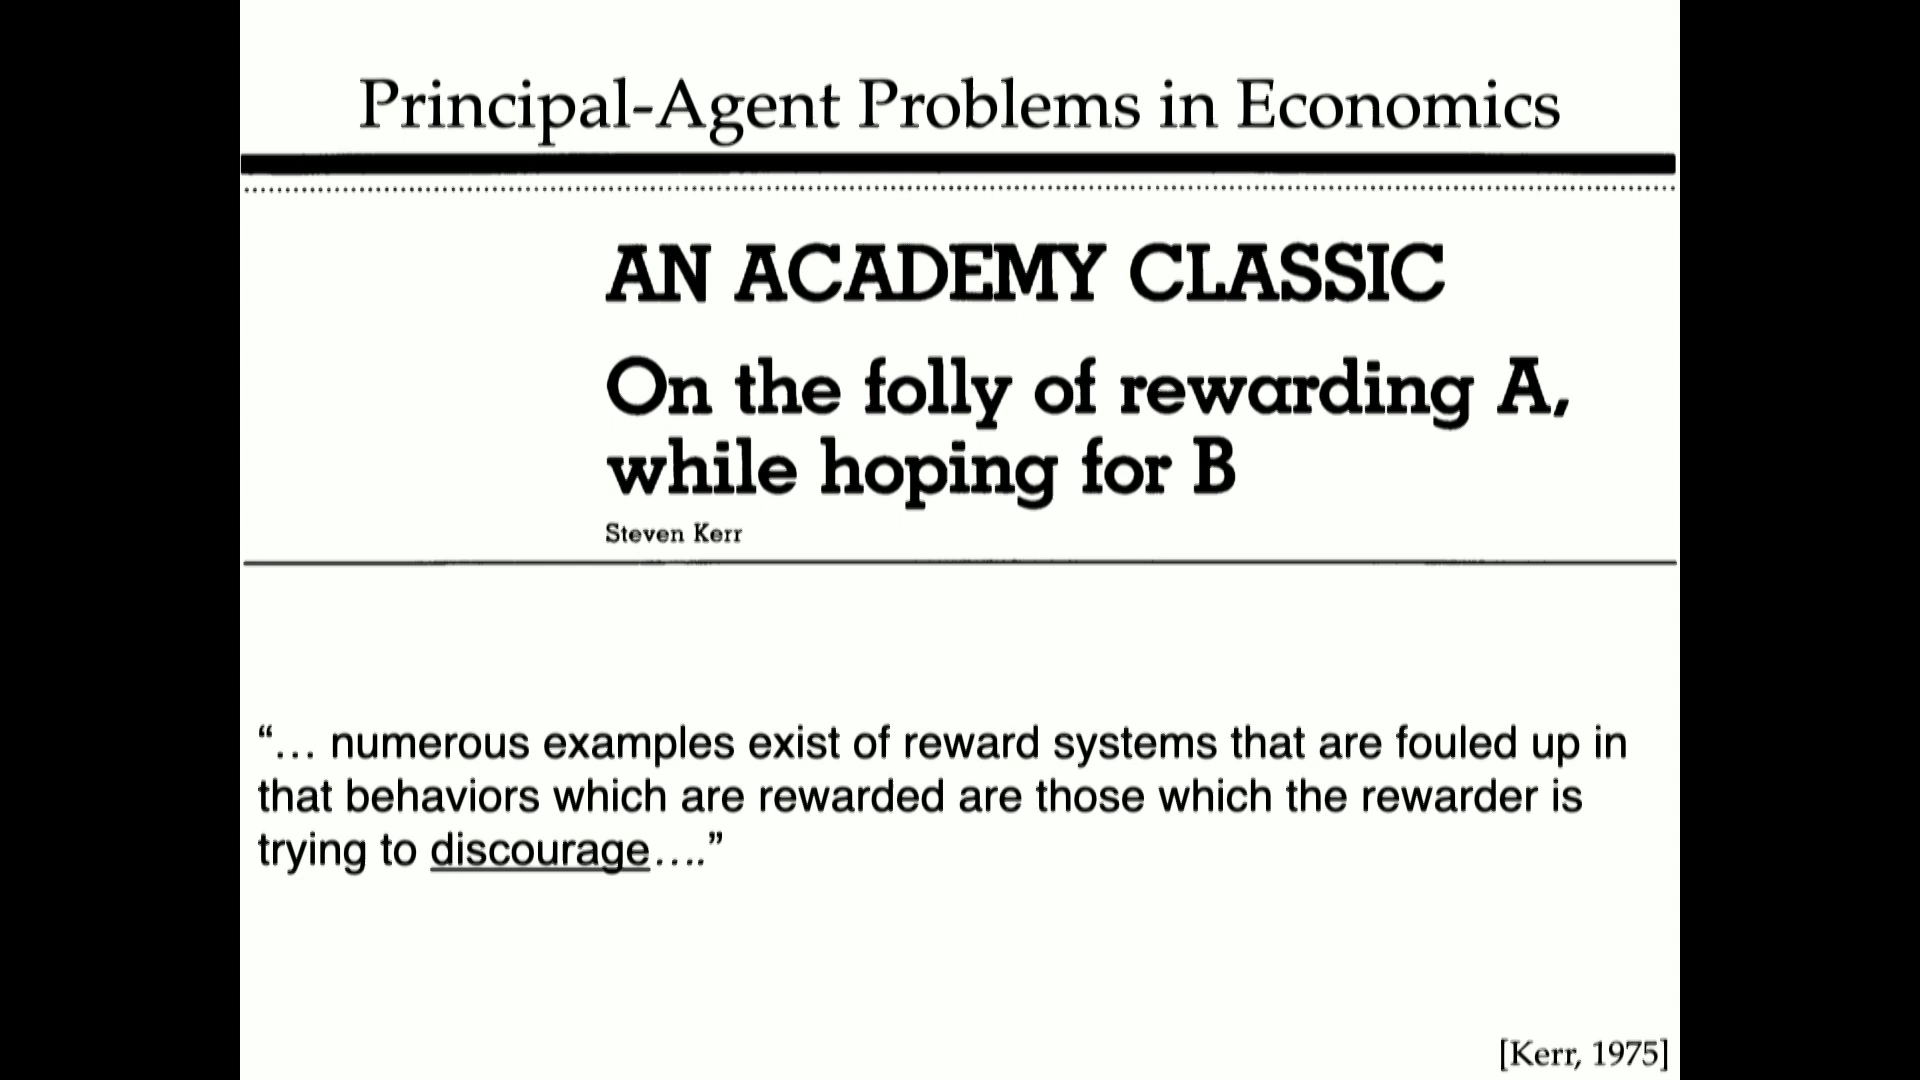 Principal-Agent Problems in Economics
AN ACADEMY CLASSIC
On the folly of rewarding A,
while hoping for B
Steven Kerr
“… numerous examples exist of reward systems that are fouled up in
that behaviors which are rewarded are those which the rewarder is
trying to discourage….”
[Kerr, 1975]